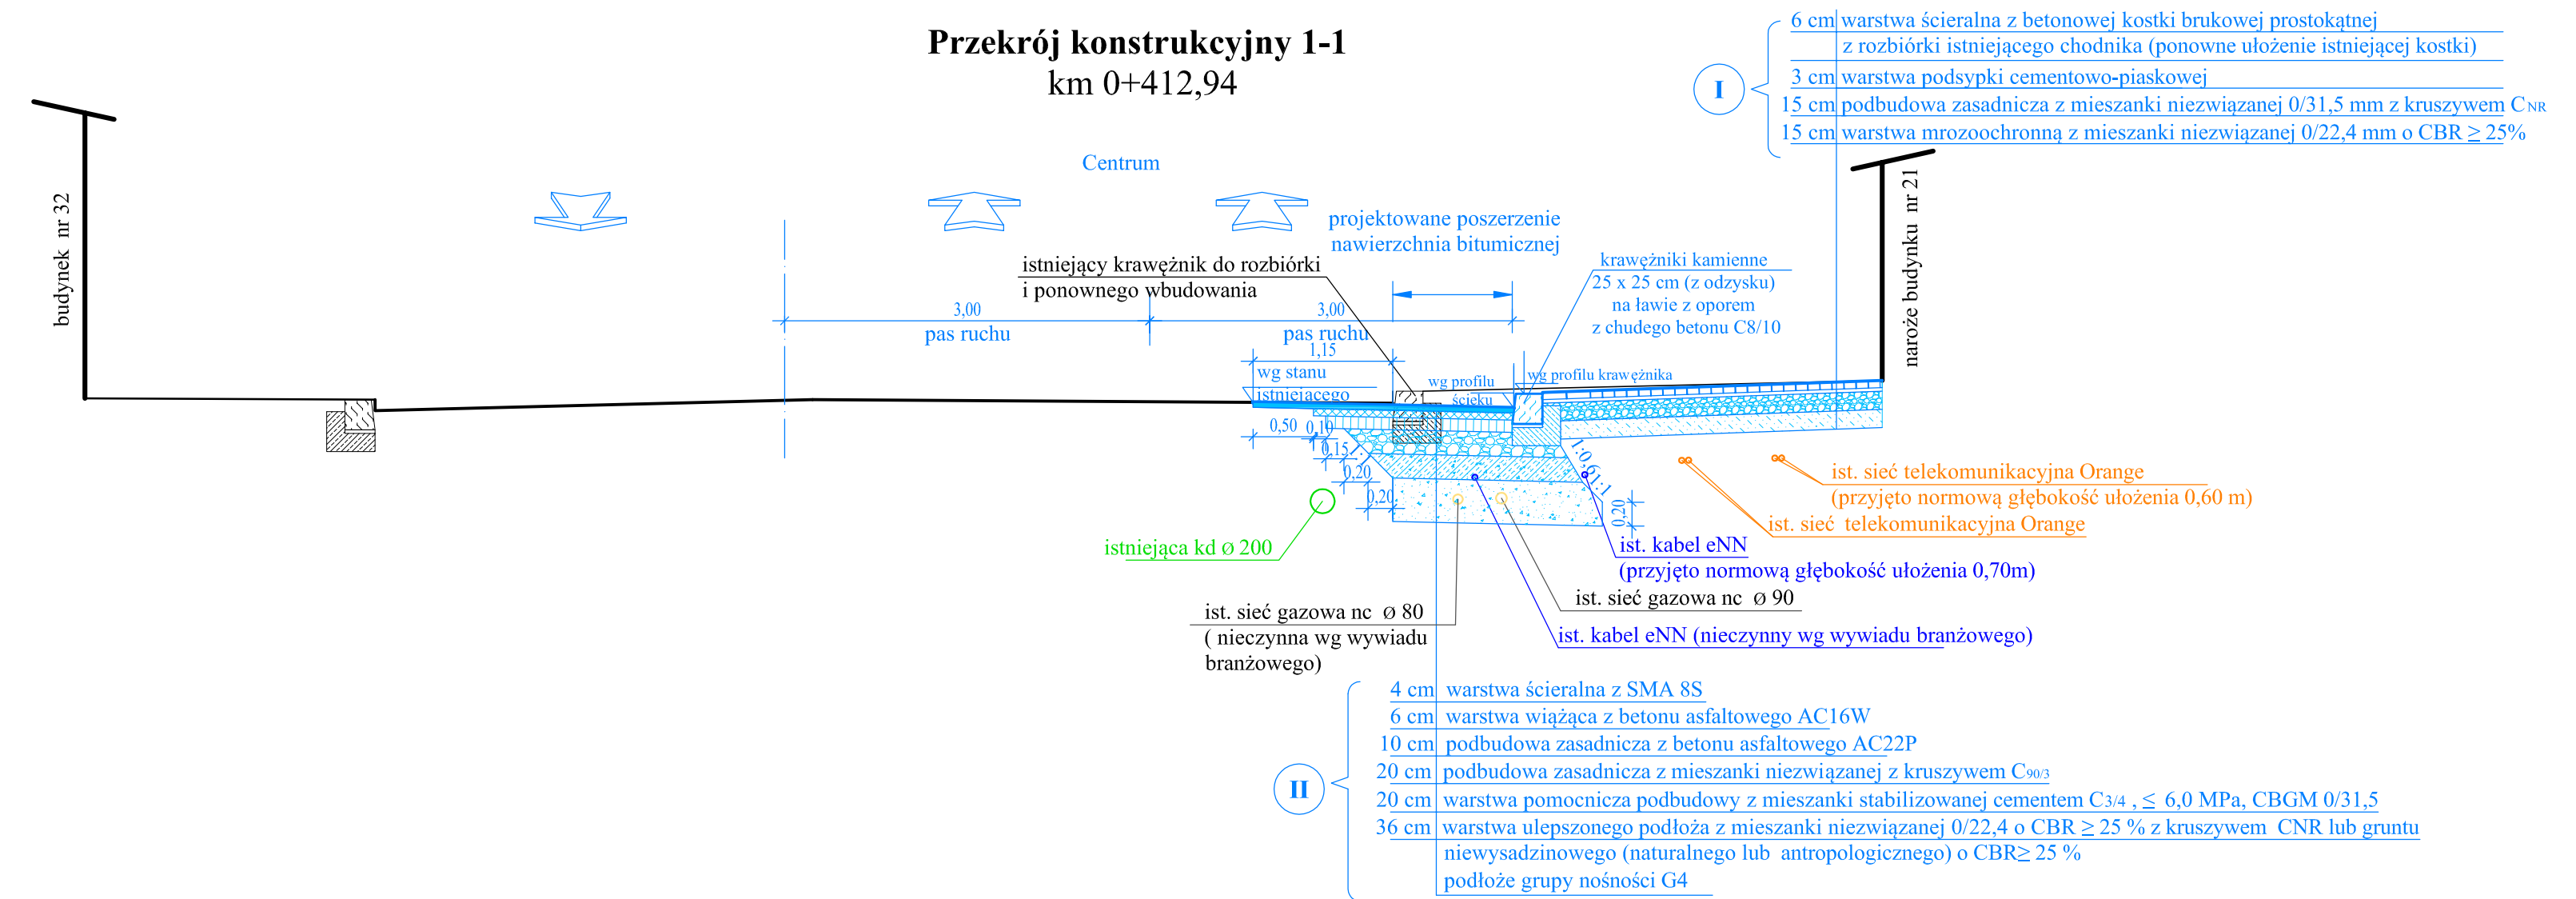 Przekrój konstrukcyjny 1-1
km 0+412,94
6 cm warstwa ścieralna z betonowej kostki brukowej prostokątnej
z rozbiórki istniejącego chodnika (ponowne ułożenie istniejącej kostki)
I
3 cm warstwa podsypki cementowo-piaskowej
15 cm podbudowa zasadnicza z mieszanki niezwiązanej 0/31,5 mm z kruszywem CNR
15 cm warstwa mrozoochronną z mieszanki niezwiązanej 0/22,4 mm o CBR ≥ 25%
Centrum
budynek nr 32
naroże budynku nr 21
projektowane poszerzenie
nawierzchnia bitumicznej
istniejący krawężnik do rozbiórki
i ponownego wbudowania
krawężniki kamienne
25 x 25 cm (z odzysku)
na ławie z oporem
z chudego betonu C8/10
3,00
pas ruchu
3,00
pas ruchu
1,15
wg stanu
istniejącego
wg profilu
ścieku
wg profilu krawężnika
0,50
0,10
0,15
0,20
0,20
1:0,6
1:1
0,20
ist. sieć telekomunikacyjna Orange
(przyjęto normową głębokość ułożenia 0,60 m)
ist. sieć telekomunikacyjna Orange
istniejąca kd ø 200
ist. kabel eNN
(przyjęto normową głębokość ułożenia 0,70m)
ist. sieć gazowa nc ø 90
ist. sieć gazowa nc ø 80
( nieczynna wg wywiadu
branżowego)
ist. kabel eNN (nieczynny wg wywiadu branżowego)
II
4 cm warstwa ścieralna z SMA 8S
6 cm warstwa wiążąca z betonu asfaltowego AC16W
10 cm podbudowa zasadnicza z betonu asfaltowego AC22P
20 cm podbudowa zasadnicza z mieszanki niezwiązanej z kruszywem C90/3
20 cm warstwa pomocnicza podbudowy z mieszanki stabilizowanej cementem C3/4 , ≤ 6,0 MPa, CBGM 0/31,5
36 cm warstwa ulepszonego podłoża z mieszanki niezwiązanej 0/22,4 o CBR ≥ 25 % z kruszywem CNR lub gruntu
niewysadzinowego (naturalnego lub antropologicznego) o CBR≥ 25 %
podłoże grupy nośności G4